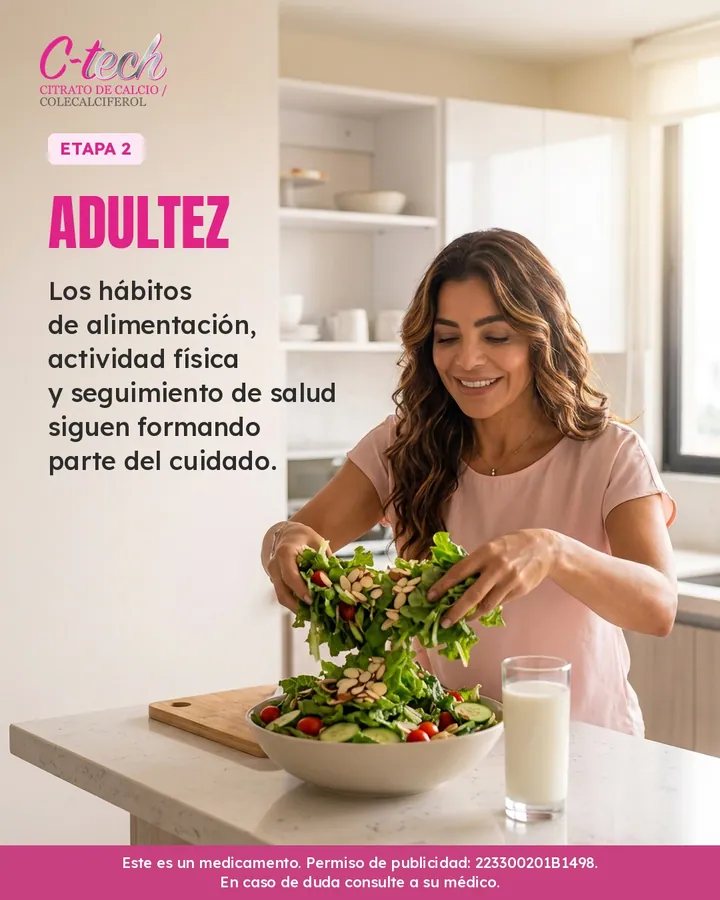 C-tech
CITRATO DE CALCIO /
COLECALCIFEROL
ETAPA 2
ADULTEZ
Los hábitos
de alimentación,
actividad física
y seguimiento de salud
siguen formando
parte del cuidado.
Este es un medicamento. Permiso de publicidad: 223300201B1498.
En caso de duda consulte a su médico.